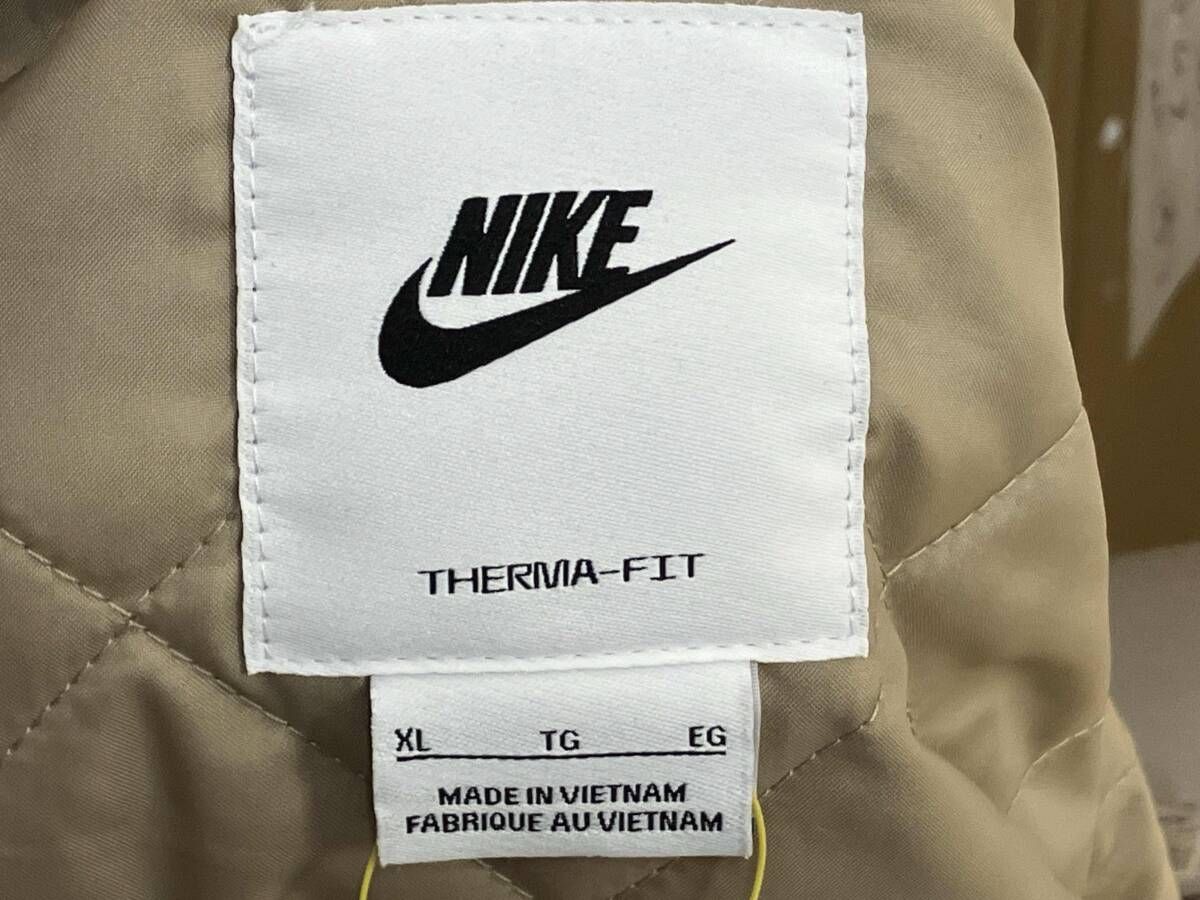 NIKE
THERMA-FIT
XL TG EG
MADE IN VIETNAM
FABRIQUE AU VIETNAM